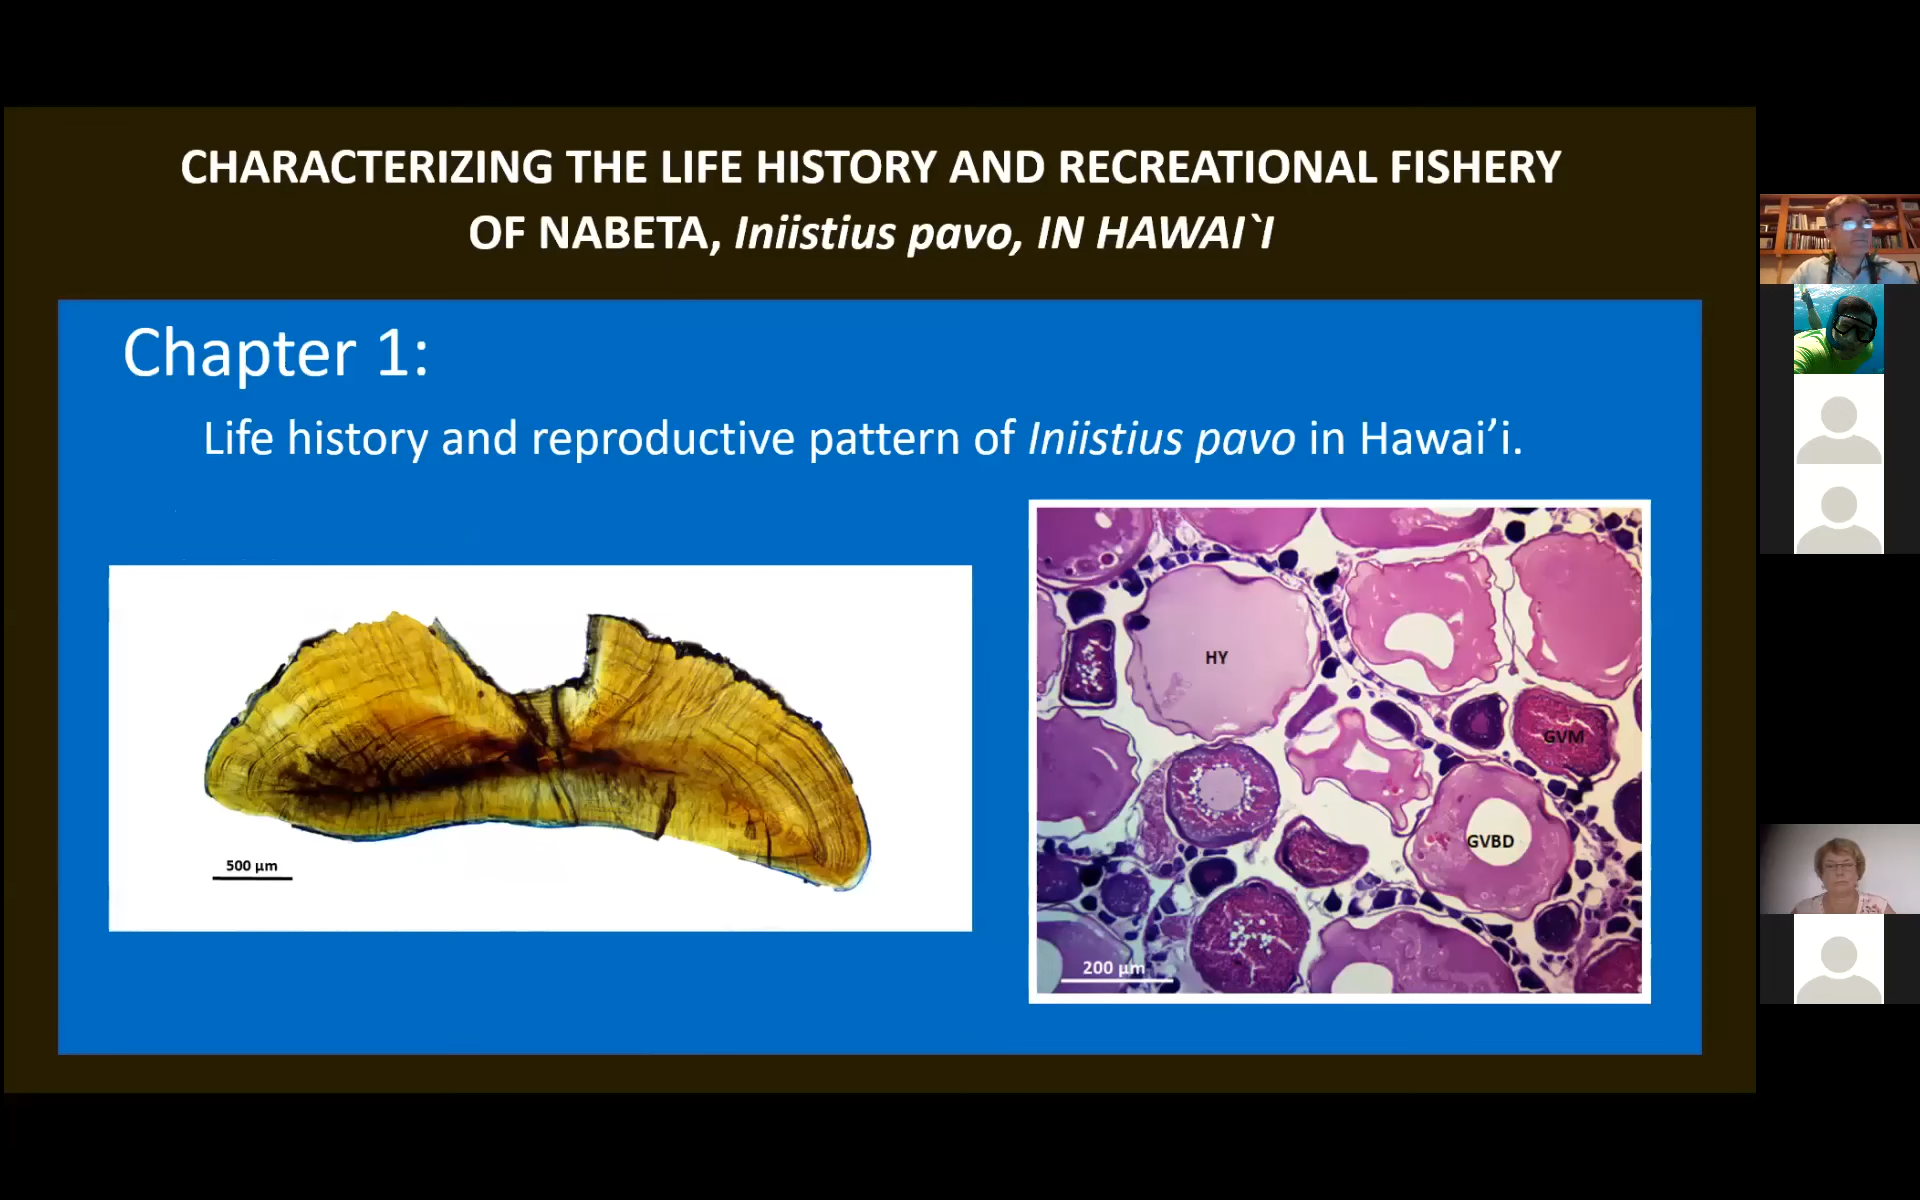 CHARACTERIZING THE LIFE HISTORY AND RECREATIONAL FISHERY
OF NABETA, Iniistius pavo, IN HAWAI`I
Chapter 1:
Life history and reproductive pattern of Iniistius pavo in Hawai’i.
500 µm
HY
GVM
GVBD
200 µm